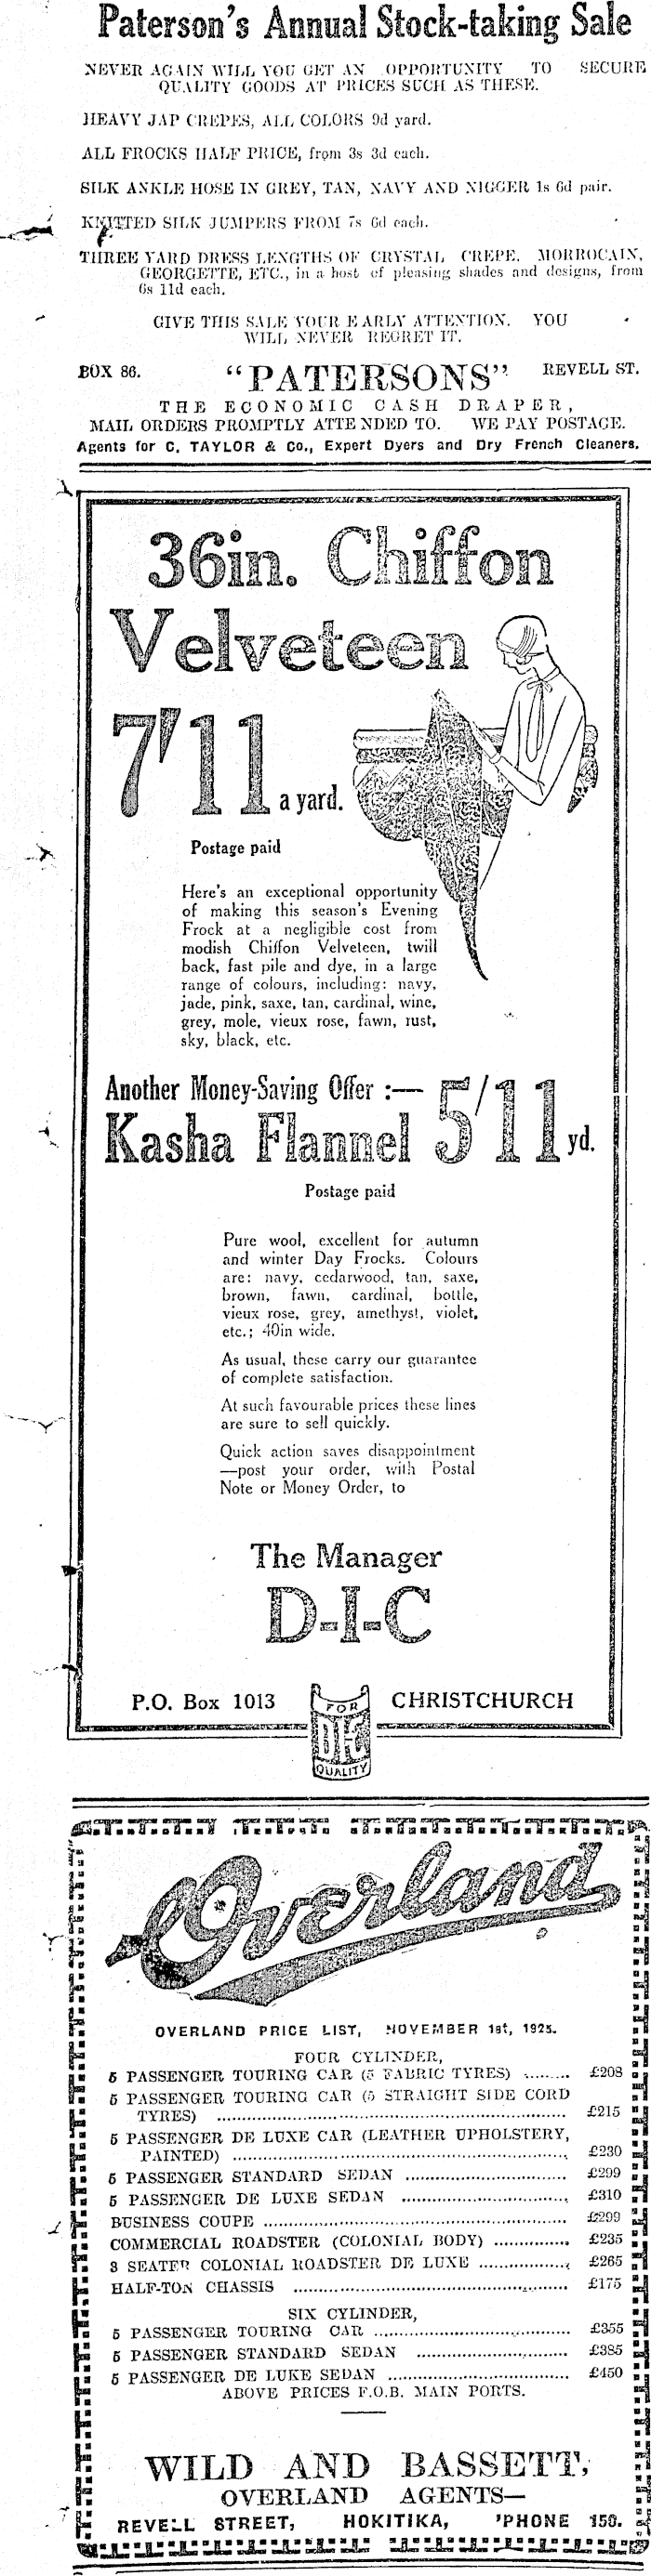 Paterson's Annual Stock-taking Sale
NEVER AGAIN WILL YOU GET AN OPPORTUNITY TO SECURE
QUALITY GOODS AT PRICES SUCH AS THESE.
HEAVY JAP CREPES, ALL COLORS 9d yard.
ALL FROCKS HALF PRICE, from 3s 3d each.
SILK ANKLE HOSE IN GREY, TAN, NAVY AND NIGGER 1s 6d pair.
KNITTED SILK JUMPERS FROM 7s 6d each.
THREE YARD DRESS LENGTHS OF CRYSTAL CREPE, MORROCAIN,
GEORGETTE, ETC., in a host of pleasing shades and designs, from
6s 11d each.
GIVE THIS SALE YOUR EARLY ATTENTION. YOU
WILL NEVER REGRET IT.
BOX 86. "PATERSONS" REVELL ST.
THE ECONOMIC CASH DRAPER,
MAIL ORDERS PROMPTLY ATTENDED TO. WE PAY POSTAGE.
Agents for C. TAYLOR & Co., Expert Dyers and Dry French Cleaners.
36in. Chiffon
Velveteen
7'11 a yard.
Postage paid
Here's an exceptional opportunity
of making this season's Evening
Frock at a negligible cost from
modish Chiffon Velveteen, twill
back, fast pile and dye, in a large
range of colours, including: navy,
jade, pink, saxe, tan, cardinal, wine,
grey, mole, vieux rose, fawn, rust,
sky, black, etc.
Another Money-Saving Offer :—
Kasha Flannel 5/11 yd.
Postage paid
Pure wool, excellent for autumn
and winter Day Frocks. Colours
are: navy, cedarwood, tan, saxe,
brown, fawn, cardinal, bottle,
vieux rose, grey, amethyst, violet,
etc.; 40in wide.
As usual, these carry our guarantee
of complete satisfaction.
At such favourable prices these lines
are sure to sell quickly.
Quick action saves disappointment
—post your order, with Postal
Note or Money Order, to
The Manager
D-I-C
P.O. Box 1013 CHRISTCHURCH
FOR
DIC
QUALITY
Overland
OVERLAND PRICE LIST, NOVEMBER 1st, 1925.
FOUR CYLINDER,
5 PASSENGER TOURING CAR (5 FABRIC TYRES) ........ £208
5 PASSENGER TOURING CAR (5 STRAIGHT SIDE CORD
TYRES) ........ £215
5 PASSENGER DE LUXE CAR (LEATHER UPHOLSTERY,
PAINTED) ........ £230
5 PASSENGER STANDARD SEDAN ........ £299
5 PASSENGER DE LUXE SEDAN ........ £310
BUSINESS COUPE ........ £299
COMMERCIAL ROADSTER (COLONIAL BODY) ........ £235
3 SEATER COLONIAL ROADSTER DE LUXE ........ £265
HALF-TON CHASSIS ........ £175
SIX CYLINDER,
5 PASSENGER TOURING CAR ........ £355
5 PASSENGER STANDARD SEDAN ........ £385
5 PASSENGER DE LUKE SEDAN ........ £450
ABOVE PRICES F.O.B. MAIN PORTS.
WILD AND BASSETT,
OVERLAND AGENTS—
REVELL STREET, HOKITIKA, 'PHONE 150.